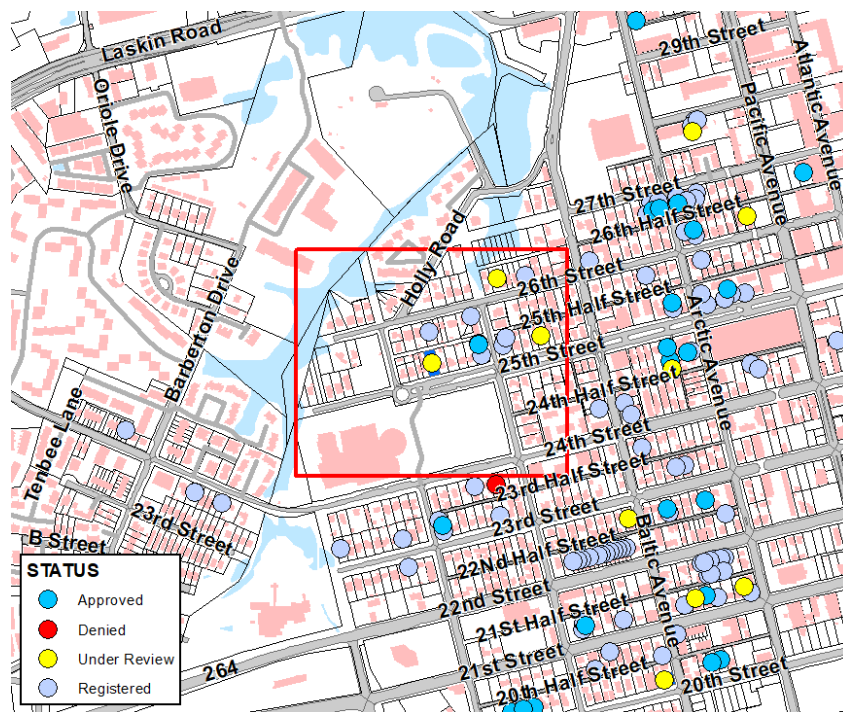 Laskin Road
29th Street
Atlantic Avenue
Oriole Drive
Pacific Avenue
27th Street
26th Half Street
Holly Road
26th Street
25th Half Street
Barberton Drive
25th Street
Arctic Avenue
24th Half Street
Tenbee Lane
24th Street
23rd Half Street
23rd Street
23rd Street
B Street
22Nd Half Street
Baltic Avenue
22nd Street
21St Half Street
264
21st Street
20th Half Street
20th Street
STATUS
Approved
Denied
Under Review
Registered